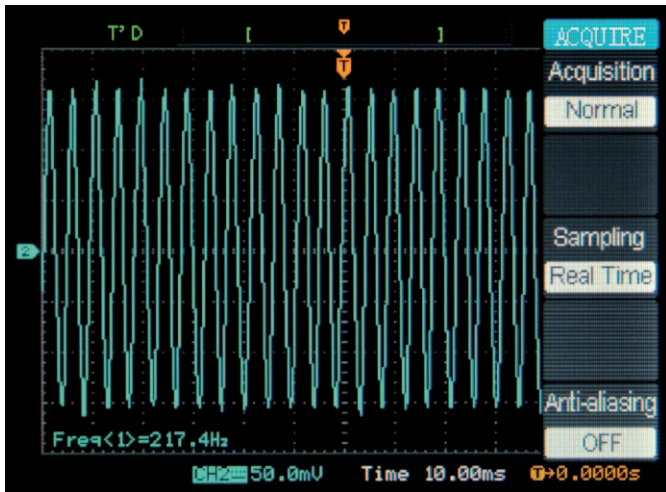 T'D [ T ] ACQUIRE
T
Acquisition
Normal
2
Sampling
Real Time
Anti-aliasing
OFF
Freq<1>=217.4Hz
CH2 50.0mV Time 10.00ms T→0.0000s